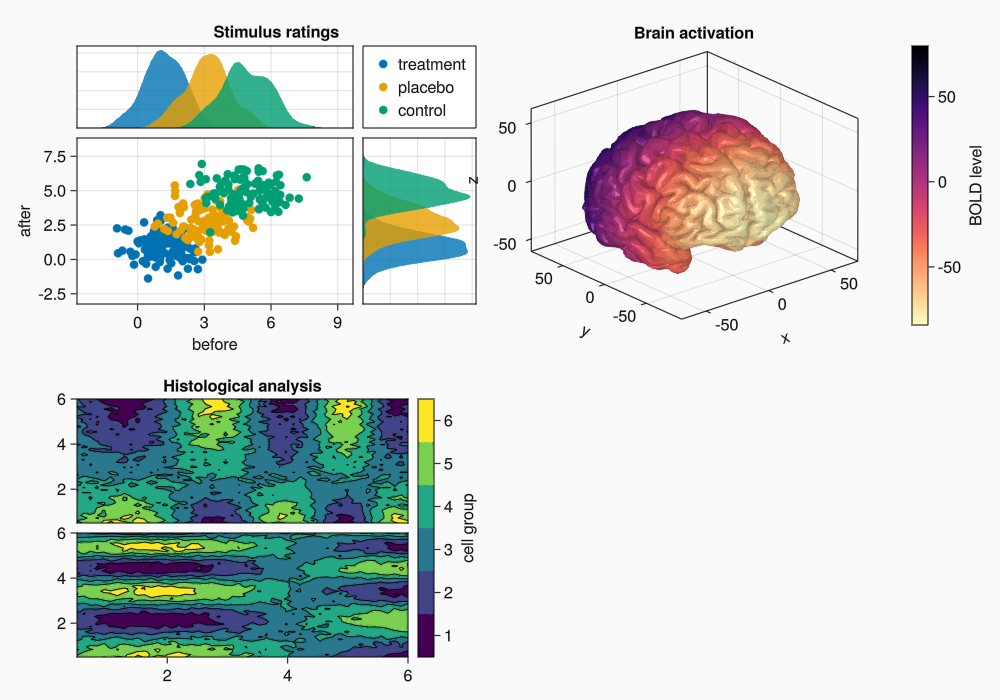 Stimulus ratings
treatment
placebo
control
7.5
5.0
2.5
0.0
-2.5
after
0
3
6
9
before
Brain activation
50
0
-50
z
50
0
-50
y
-50
0
50
x
50
0
-50
BOLD level
Histological analysis
6
4
2
6
4
2
2
4
6
6
5
4
3
2
1
cell group